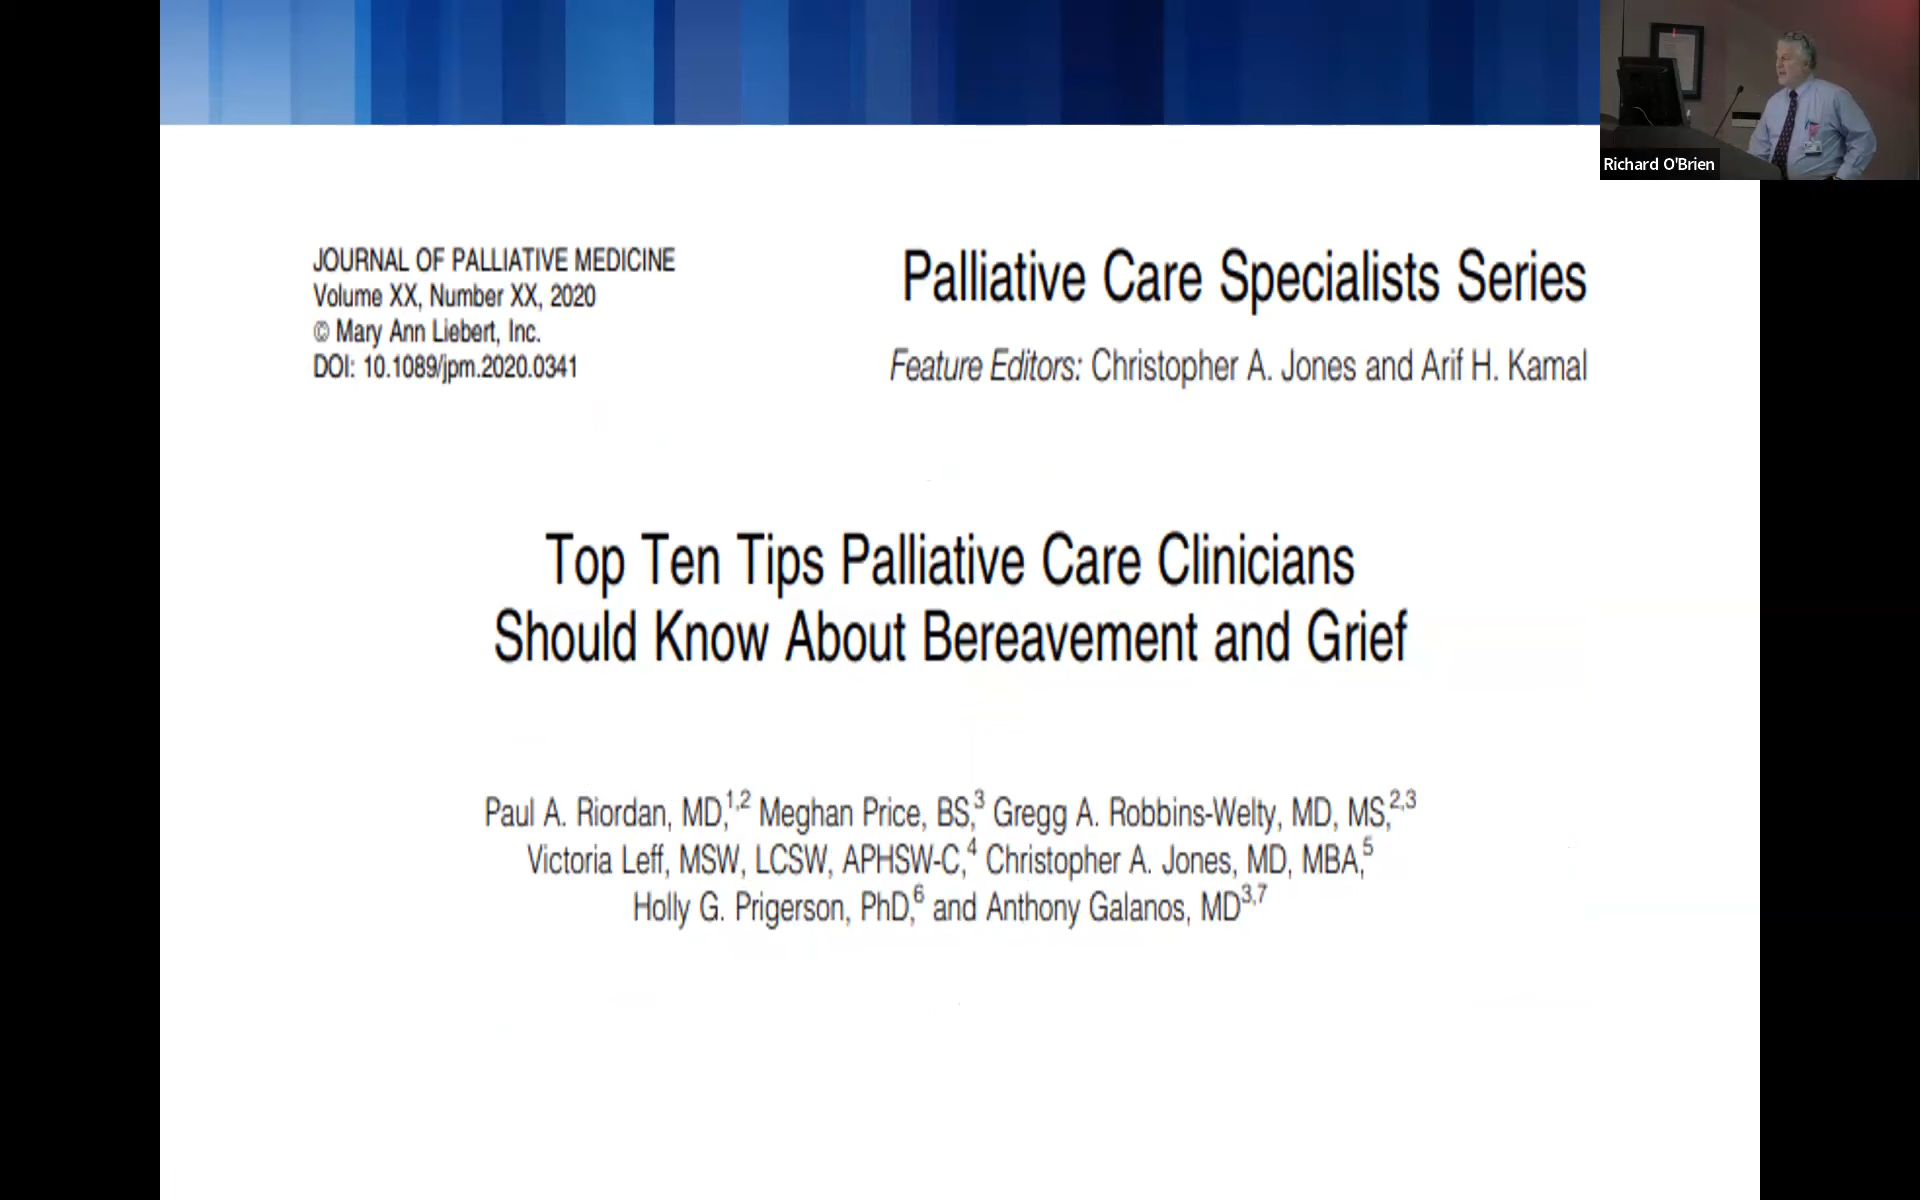 Richard O'Brien
JOURNAL OF PALLIATIVE MEDICINE
Volume XX, Number XX, 2020
© Mary Ann Liebert, Inc.
DOI: 10.1089/jpm.2020.0341
Palliative Care Specialists Series
Feature Editors: Christopher A. Jones and Arif H. Kamal
Top Ten Tips Palliative Care Clinicians
Should Know About Bereavement and Grief
Paul A. Riordan, MD,1,2 Meghan Price, BS,3 Gregg A. Robbins-Welty, MD, MS,2,3
Victoria Leff, MSW, LCSW, APHSW-C,4 Christopher A. Jones, MD, MBA,5
Holly G. Prigerson, PhD,6 and Anthony Galanos, MD3,7